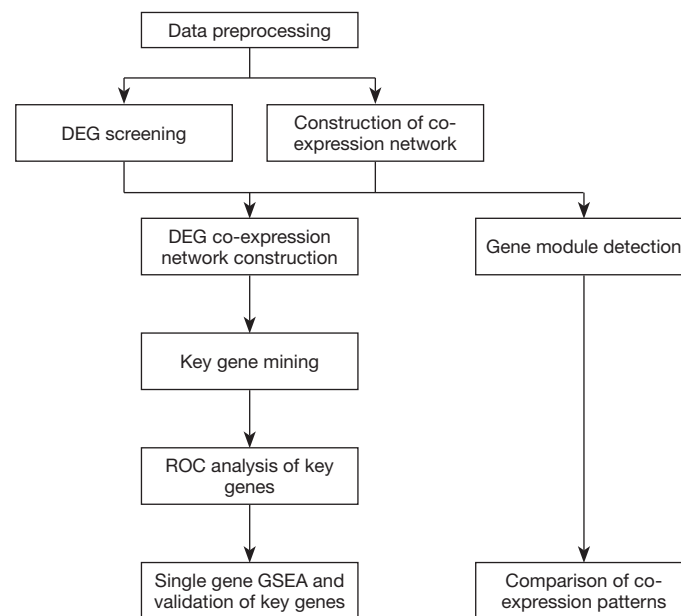 Data preprocessing
DEG screening
Construction of co-
expression network
DEG co-expression
network construction
Gene module detection
Key gene mining
ROC analysis of key
genes
Single gene GSEA and
validation of key genes
Comparison of co-
expression patterns